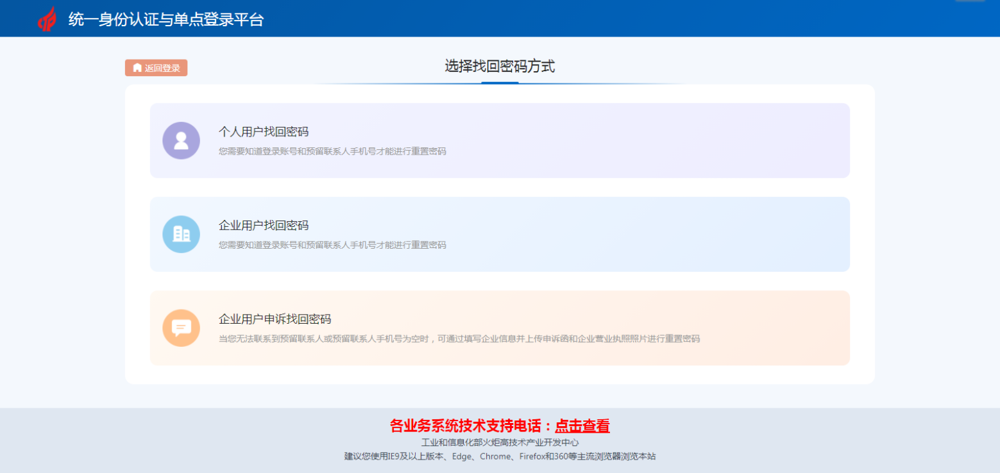 统一身份认证与单点登录平台
返回登录
选择找回密码方式
个人用户找回密码
您需要知道登录账号和预留联系人手机号才能进行重置密码
企业用户找回密码
您需要知道登录账号和预留联系人手机号才能进行重置密码
企业用户申诉找回密码
当您无法联系到预留联系人或预留联系人手机号为空时，可通过填写企业信息并上传申诉函和企业营业执照照片进行重置密码
各业务系统技术支持电话：点击查看
工业和信息化部火炬高技术产业开发中心
建议您使用IE9及以上版本、Edge、Chrome、Firefox和360等主流浏览器浏览本站